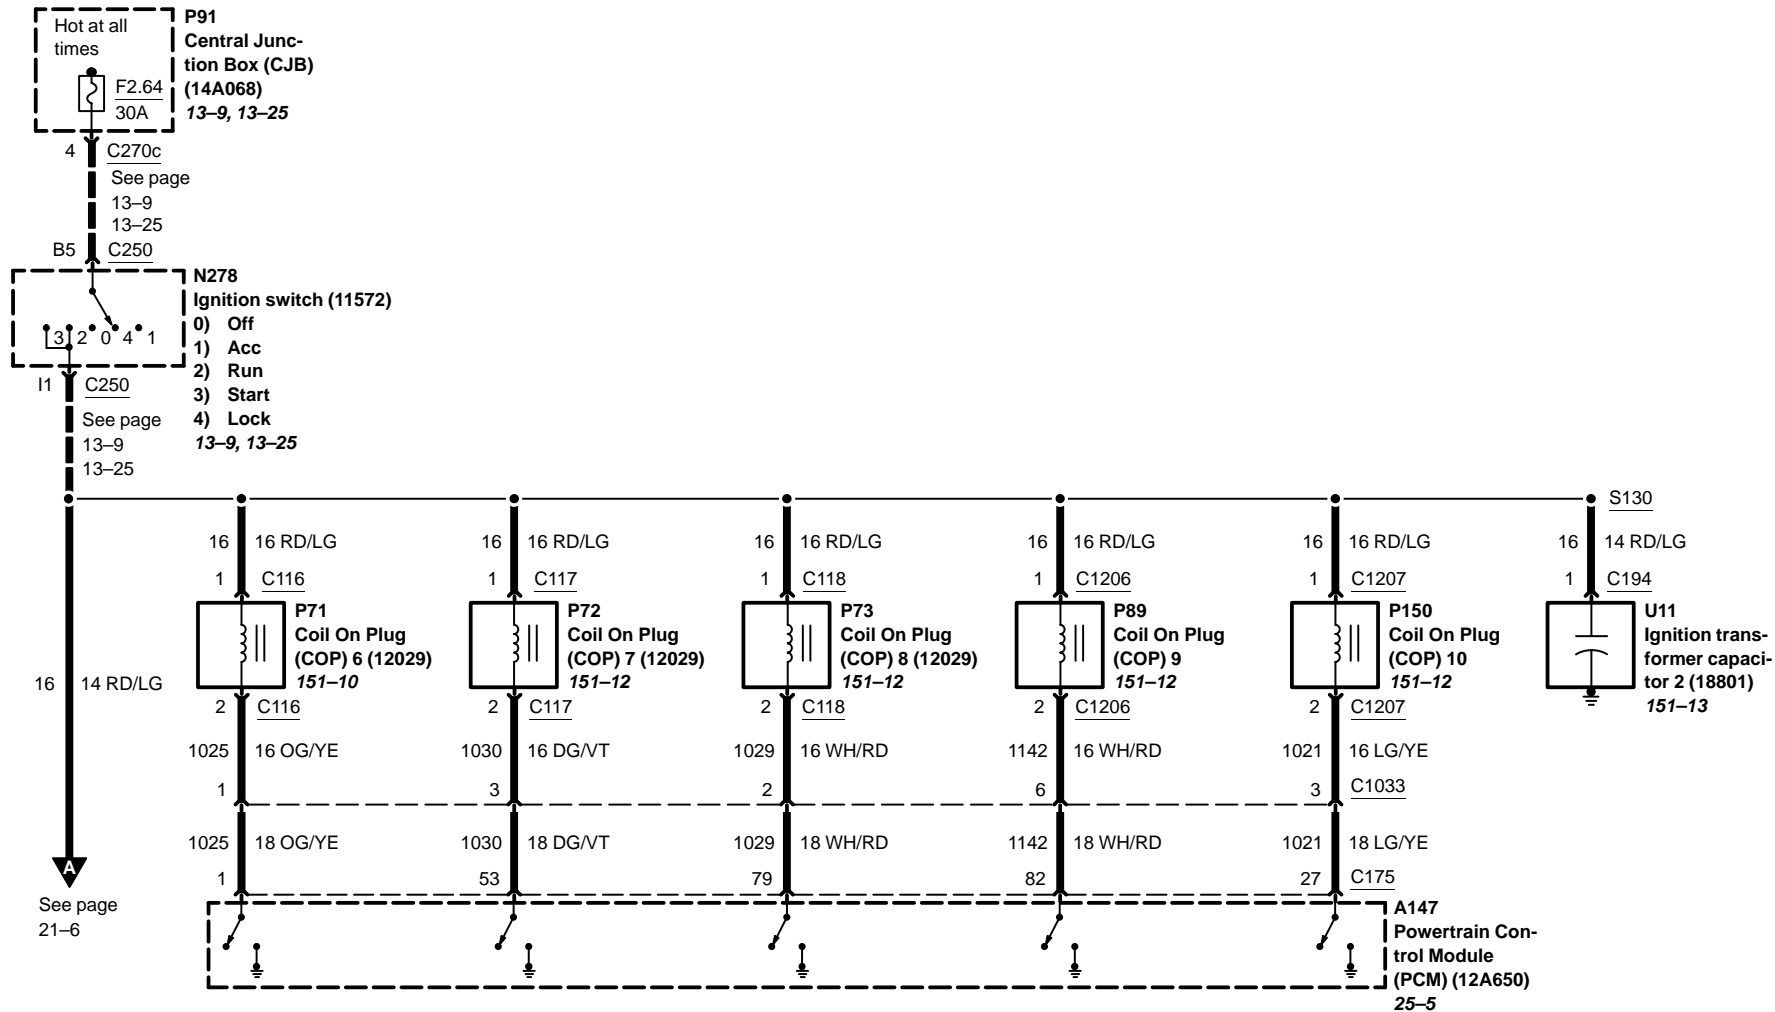 Hot at all
times
F2.64
30A
P91
Central Junc-
tion Box (CJB)
(14A068)
13–9, 13–25
4 C270c
See page
13–9
13–25
B5 C250
N278
Ignition switch (11572)
0) Off
1) Acc
2) Run
3) Start
4) Lock
13–9, 13–25
3 2 0 4 1
I1 C250
See page
13–9
13–25
S130
16 16 RD/LG 16 16 RD/LG 16 16 RD/LG 16 16 RD/LG 16 16 RD/LG 16 14 RD/LG
1 C116 1 C117 1 C118 1 C1206 1 C1207 1 C194
P71
Coil On Plug
(COP) 6 (12029)
151–10
P72
Coil On Plug
(COP) 7 (12029)
151–12
P73
Coil On Plug
(COP) 8 (12029)
151–12
P89
Coil On Plug
(COP) 9
151–12
P150
Coil On Plug
(COP) 10
151–12
U11
Ignition trans-
former capaci-
tor 2 (18801)
151–13
16 14 RD/LG
2 C116 2 C117 2 C118 2 C1206 2 C1207
1025 16 OG/YE 1030 16 DG/VT 1029 16 WH/RD 1142 16 WH/RD 1021 16 LG/YE
1 3 2 6 3 C1033
1025 18 OG/YE 1030 18 DG/VT 1029 18 WH/RD 1142 18 WH/RD 1021 18 LG/YE
1 53 79 82 27 C175
A
See page
21–6
A147
Powertrain Con-
trol Module
(PCM) (12A650)
25–5